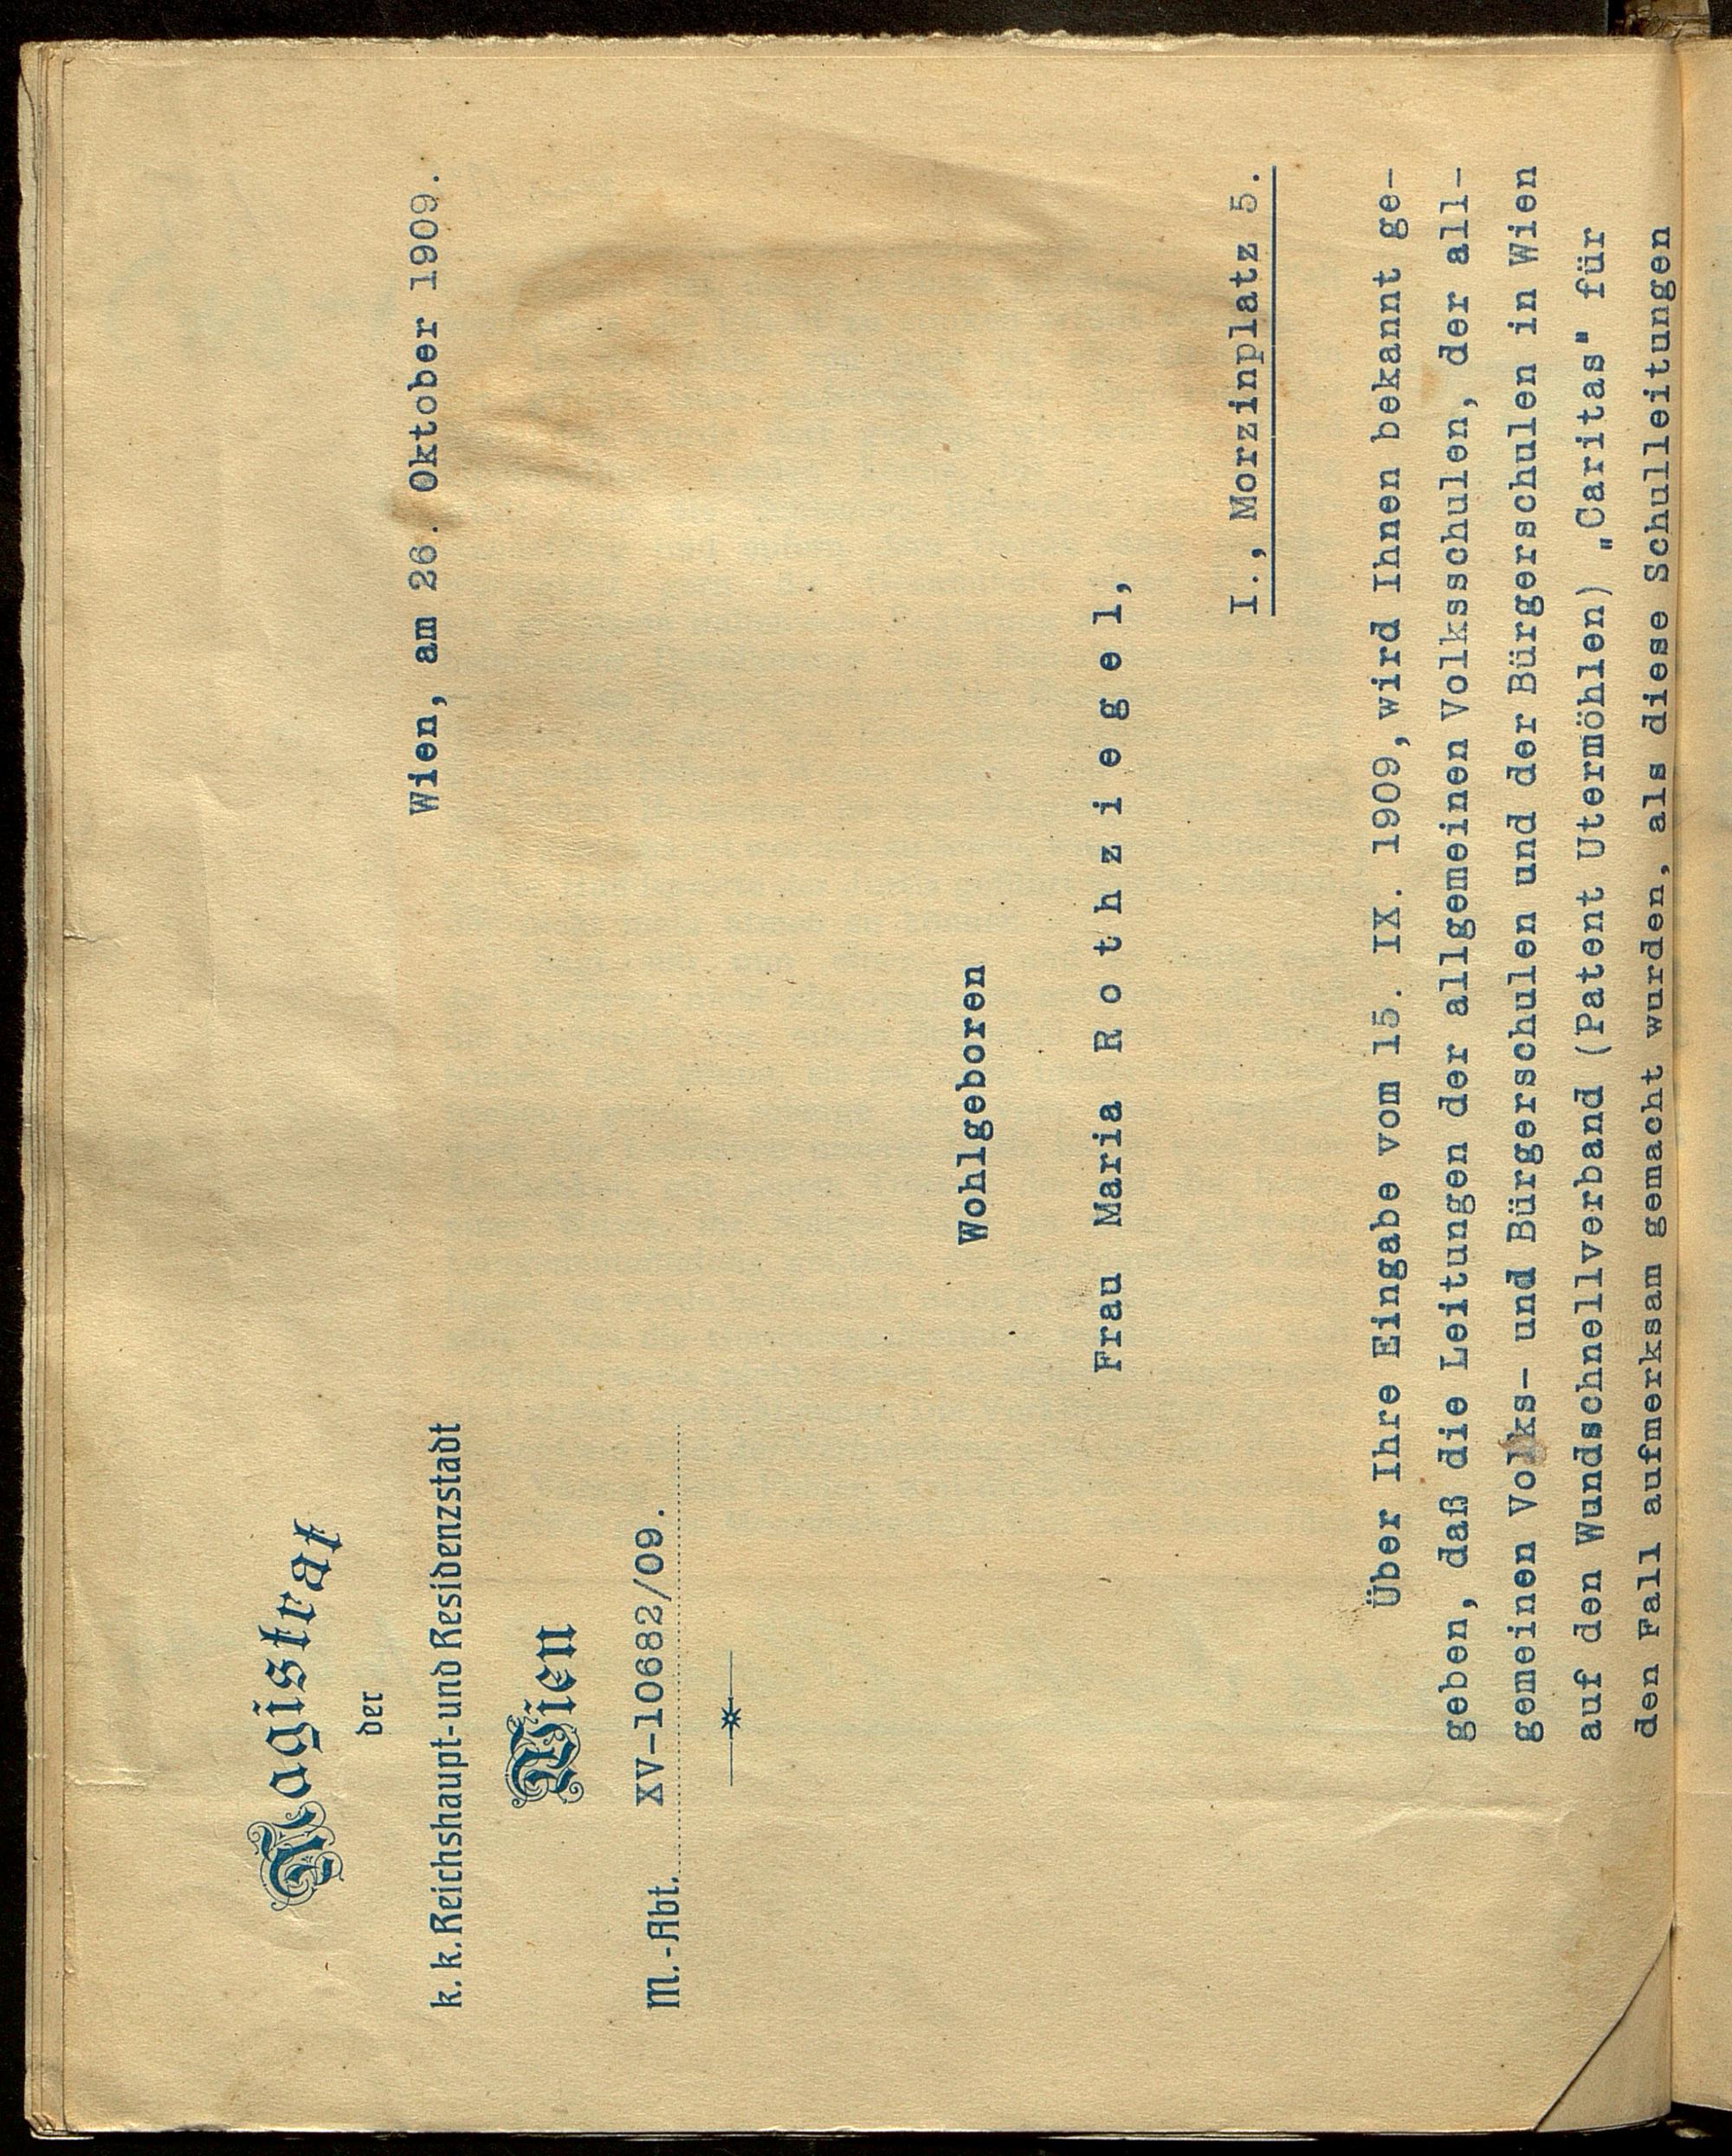 Magistrat
der
k. k. Reichshaupt- und Residenzstadt
Wien
M.-Abt. XV-10682/09.
Wien, am 26. Oktober 1909.
Wohlgeboren
Frau Maria Rothziegel,
I., Morzinplatz 5.
Über Ihre Eingabe vom 15. IX. 1909, wird Ihnen bekannt ge-
geben, daß die Leitungen der allgemeinen Volksschulen, der all-
gemeinen Volks- und Bürgerschulen und der Bürgerschulen in Wien
auf den Wundschnellverband (Patent Utermöhlen) „Caritas" für
den Fall aufmerksam gemacht wurden, als diese Schulleitungen